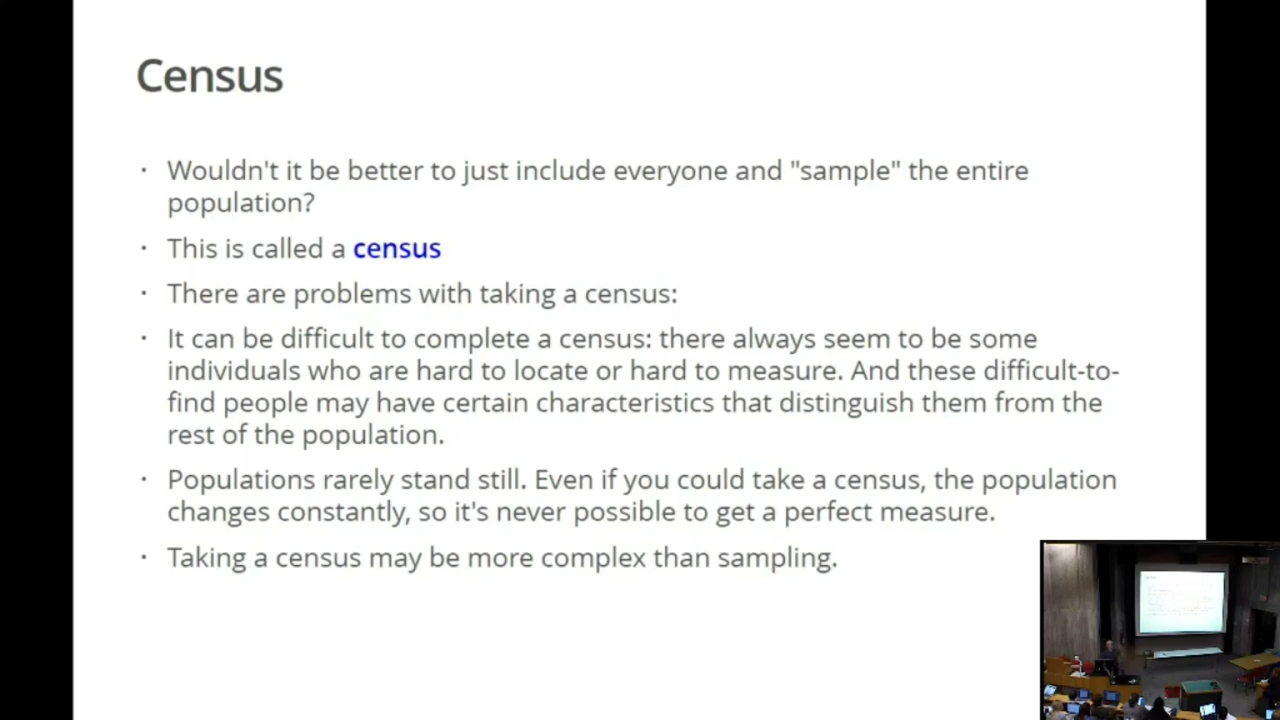 Census
· Wouldn't it be better to just include everyone and "sample" the entire
population?
· This is called a census
· There are problems with taking a census:
· It can be difficult to complete a census: there always seem to be some
individuals who are hard to locate or hard to measure. And these difficult-to-
find people may have certain characteristics that distinguish them from the
rest of the population.
· Populations rarely stand still. Even if you could take a census, the population
changes constantly, so it's never possible to get a perfect measure.
· Taking a census may be more complex than sampling.